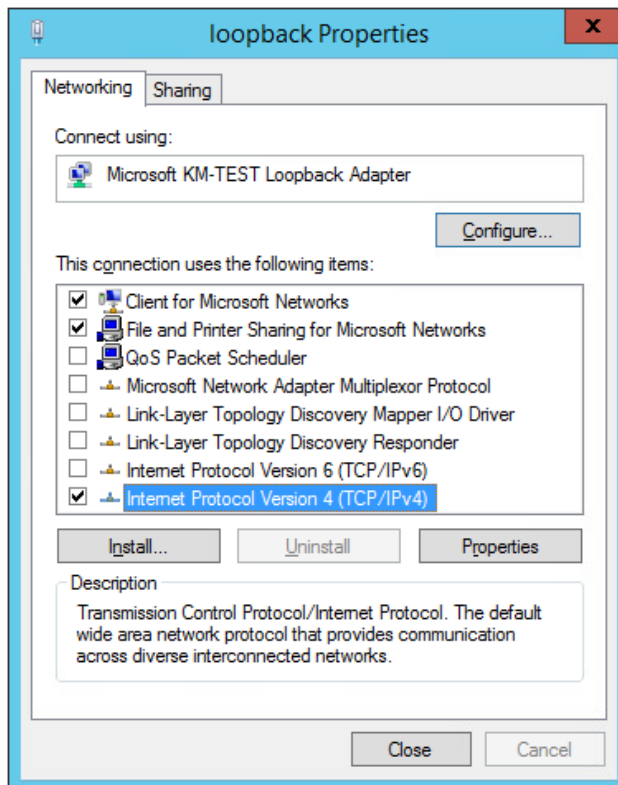 loopback Properties
x
Networking
Sharing
Connect using:
Microsoft KM-TEST Loopback Adapter
Configure...
This connection uses the following items:
Client for Microsoft Networks
File and Printer Sharing for Microsoft Networks
QoS Packet Scheduler
Microsoft Network Adapter Multiplexor Protocol
Link-Layer Topology Discovery Mapper I/O Driver
Link-Layer Topology Discovery Responder
Internet Protocol Version 6 (TCP/IPv6)
Internet Protocol Version 4 (TCP/IPv4)
Install...
Uninstall
Properties
Description
Transmission Control Protocol/Internet Protocol. The default
wide area network protocol that provides communication
across diverse interconnected networks.
Close
Cancel